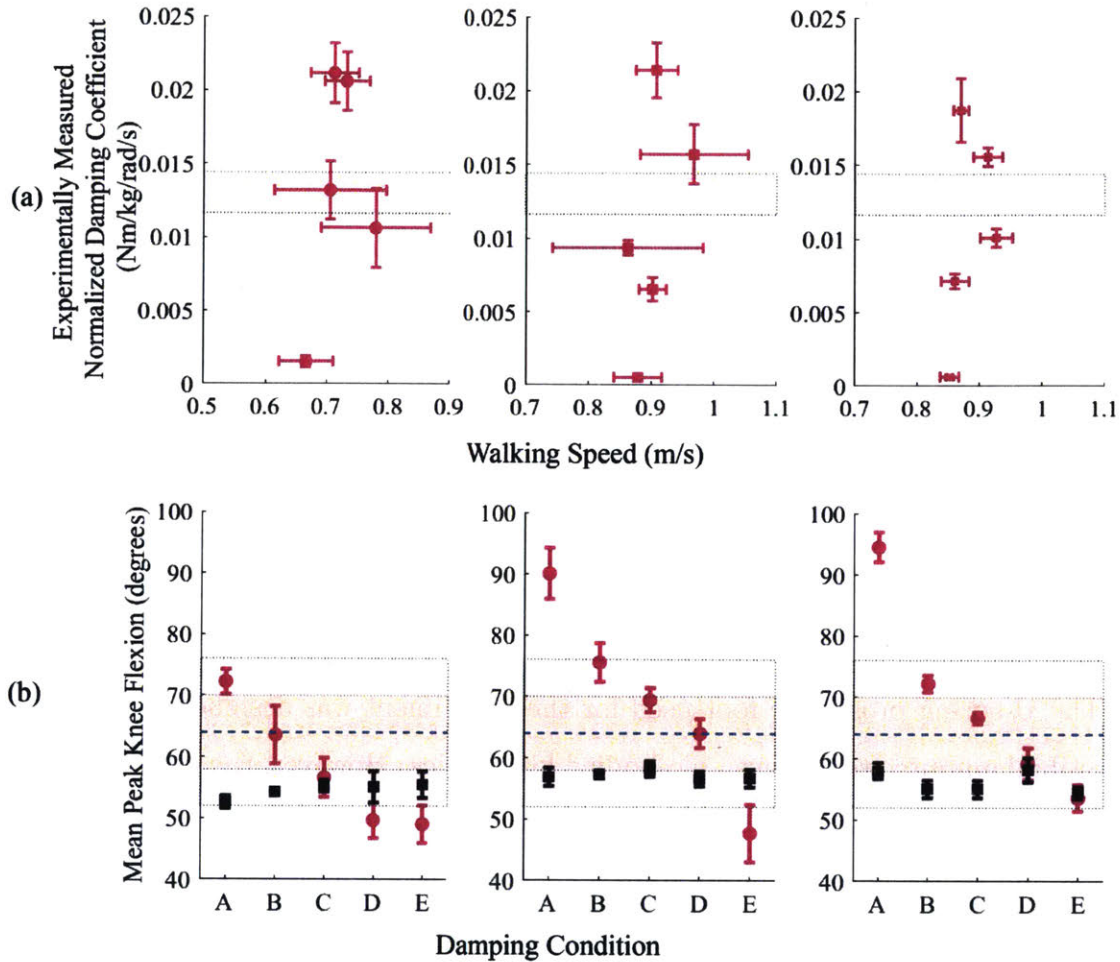 (a)
Experimentally Measured
Normalized Damping Coefficient
(Nm/kg/rad/s)
0.025
0.02
0.015
0.01
0.005
0
0.5 0.6 0.7 0.8 0.9
0.025
0.02
0.015
0.01
0.005
0
0.7 0.8 0.9 1 1.1
0.025
0.02
0.015
0.01
0.005
0
0.7 0.8 0.9 1 1.1
Walking Speed (m/s)
(b)
Mean Peak Knee Flexion (degrees)
100
90
80
70
60
50
40
A B C D E
100
90
80
70
60
50
40
A B C D E
100
90
80
70
60
50
40
A B C D E
Damping Condition